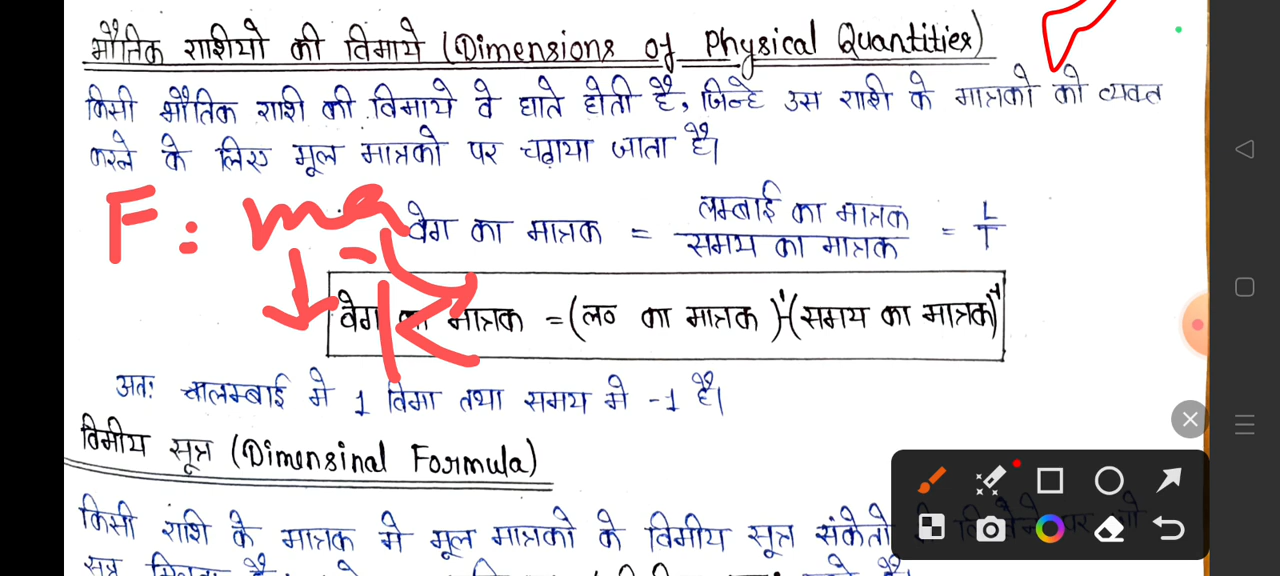 भौतिक राशियो की विमाये (Dimensions of Physical Quantities)
किसी भौतिक राशि की विमाये वे घाते होती है, जिन्हे उस राशि के मात्रको को व्यक्त
करने के लिए मूल मात्रको पर चढ़ाया जाता है।
F = ma
वेग का मात्रक = लम्बाई का मात्रक / समय का मात्रक = L/T
वेग का मात्रक = (ल० का मात्रक)¹ (समय का मात्रक)⁻¹
अतः लम्बाई मे 1 विमा तथा समय मे -1 है।
विमीय सूत्र (Dimensinal Formula)
किसी राशि के मात्रक मे मूल मात्रको के विमीय सूत्र संकेतो